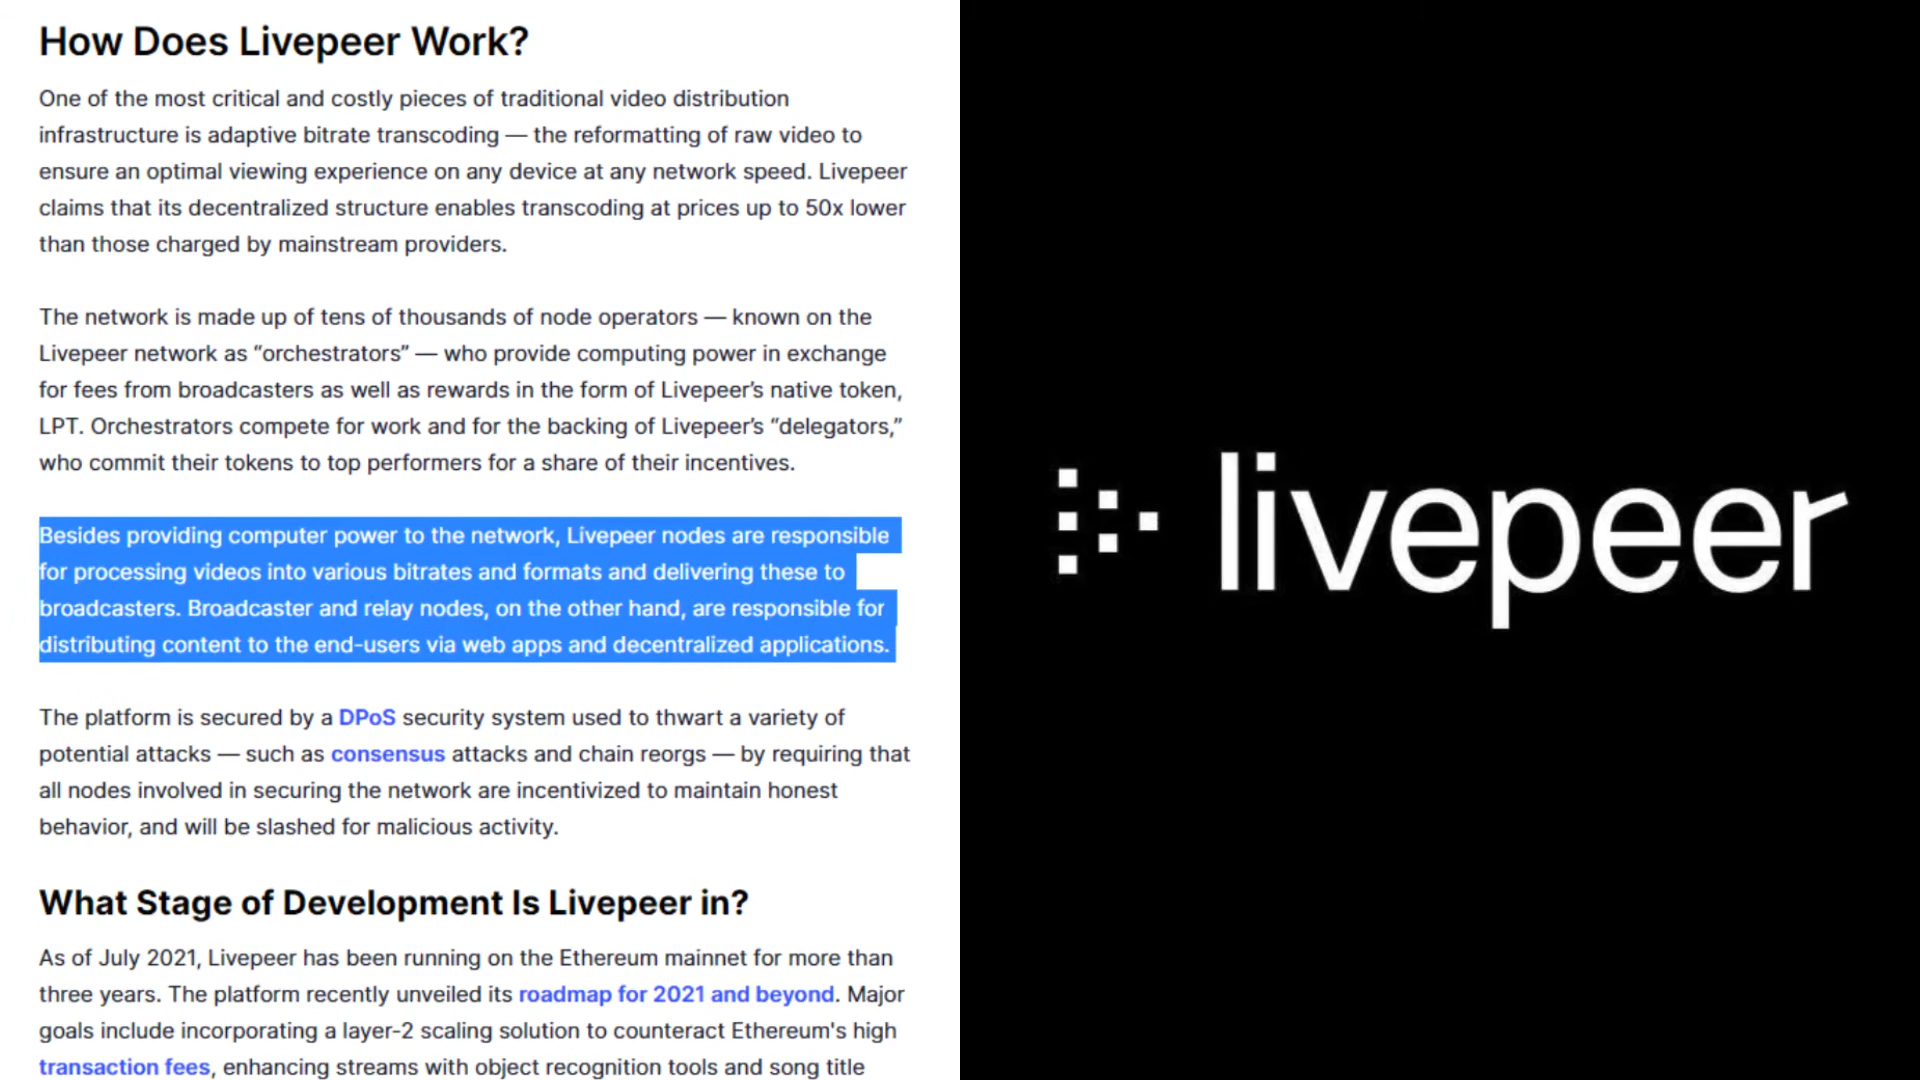 How Does Livepeer Work?
One of the most critical and costly pieces of traditional video distribution
infrastructure is adaptive bitrate transcoding — the reformatting of raw video to
ensure an optimal viewing experience on any device at any network speed. Livepeer
claims that its decentralized structure enables transcoding at prices up to 50x lower
than those charged by mainstream providers.
The network is made up of tens of thousands of node operators — known on the
Livepeer network as “orchestrators” — who provide computing power in exchange
for fees from broadcasters as well as rewards in the form of Livepeer’s native token,
LPT. Orchestrators compete for work and for the backing of Livepeer’s “delegators,”
who commit their tokens to top performers for a share of their incentives.
Besides providing computer power to the network, Livepeer nodes are responsible
for processing videos into various bitrates and formats and delivering these to
broadcasters. Broadcaster and relay nodes, on the other hand, are responsible for
distributing content to the end-users via web apps and decentralized applications.
The platform is secured by a DPoS security system used to thwart a variety of
potential attacks — such as consensus attacks and chain reorgs — by requiring that
all nodes involved in securing the network are incentivized to maintain honest
behavior, and will be slashed for malicious activity.
What Stage of Development Is Livepeer in?
As of July 2021, Livepeer has been running on the Ethereum mainnet for more than
three years. The platform recently unveiled its roadmap for 2021 and beyond. Major
goals include incorporating a layer-2 scaling solution to counteract Ethereum's high
transaction fees, enhancing streams with object recognition tools and song title
livepeer